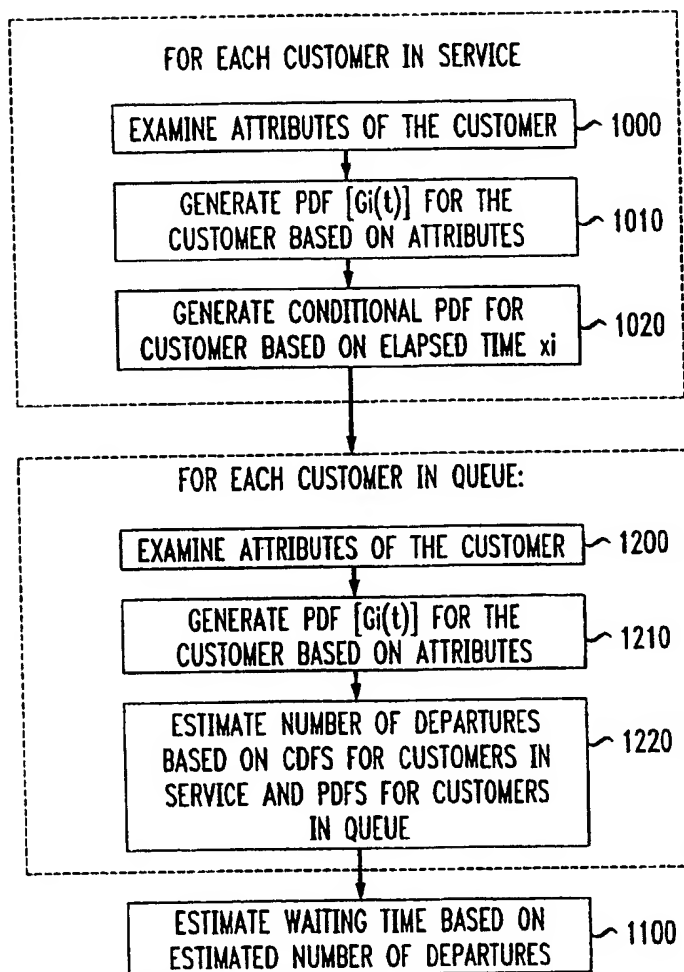 FOR EACH CUSTOMER IN SERVICE
EXAMINE ATTRIBUTES OF THE CUSTOMER
1000
GENERATE PDF [Gi(t)] FOR THE
CUSTOMER BASED ON ATTRIBUTES
1010
GENERATE CONDITIONAL PDF FOR
CUSTOMER BASED ON ELAPSED TIME xi
1020
FOR EACH CUSTOMER IN QUEUE:
EXAMINE ATTRIBUTES OF THE CUSTOMER
1200
GENERATE PDF [Gi(t)] FOR THE
CUSTOMER BASED ON ATTRIBUTES
1210
ESTIMATE NUMBER OF DEPARTURES
BASED ON CDFS FOR CUSTOMERS IN
SERVICE AND PDFS FOR CUSTOMERS
IN QUEUE
1220
ESTIMATE WAITING TIME BASED ON
ESTIMATED NUMBER OF DEPARTURES
1100